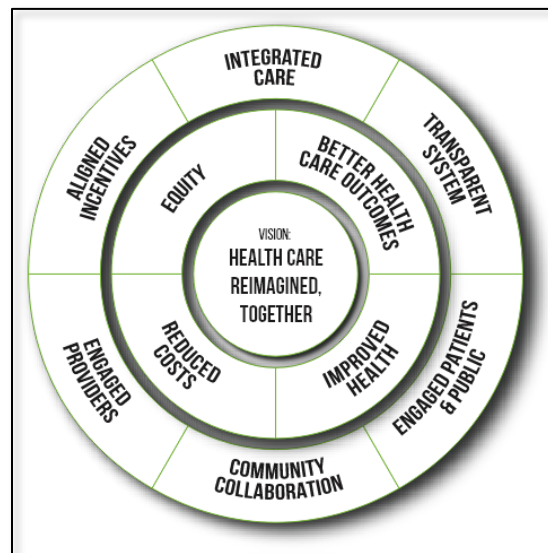 INTEGRATED
CARE
TRANSPARENT
SYSTEM
ENGAGED PATIENTS
& PUBLIC
COMMUNITY
COLLABORATION
ENGAGED
PROVIDERS
ALIGNED
INCENTIVES
EQUITY
BETTER HEALTH
CARE OUTCOMES
IMPROVED
HEALTH
REDUCED
COSTS
VISION:
HEALTH CARE
REIMAGINED,
TOGETHER